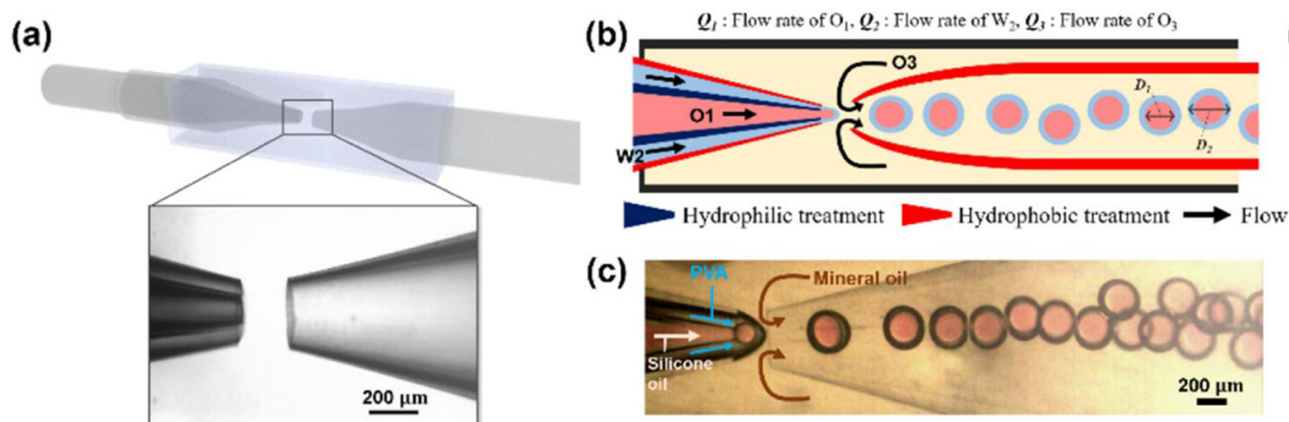 (a)
200 μm
Q₁ : Flow rate of O₁, Q₂ : Flow rate of W₂, Q₃ : Flow rate of O₃
(b)
O3
O1
W2
D₁
D₂
Hydrophilic treatment Hydrophobic treatment Flow
(c)
PVA
Mineral oil
Silicone
oil
200 μm